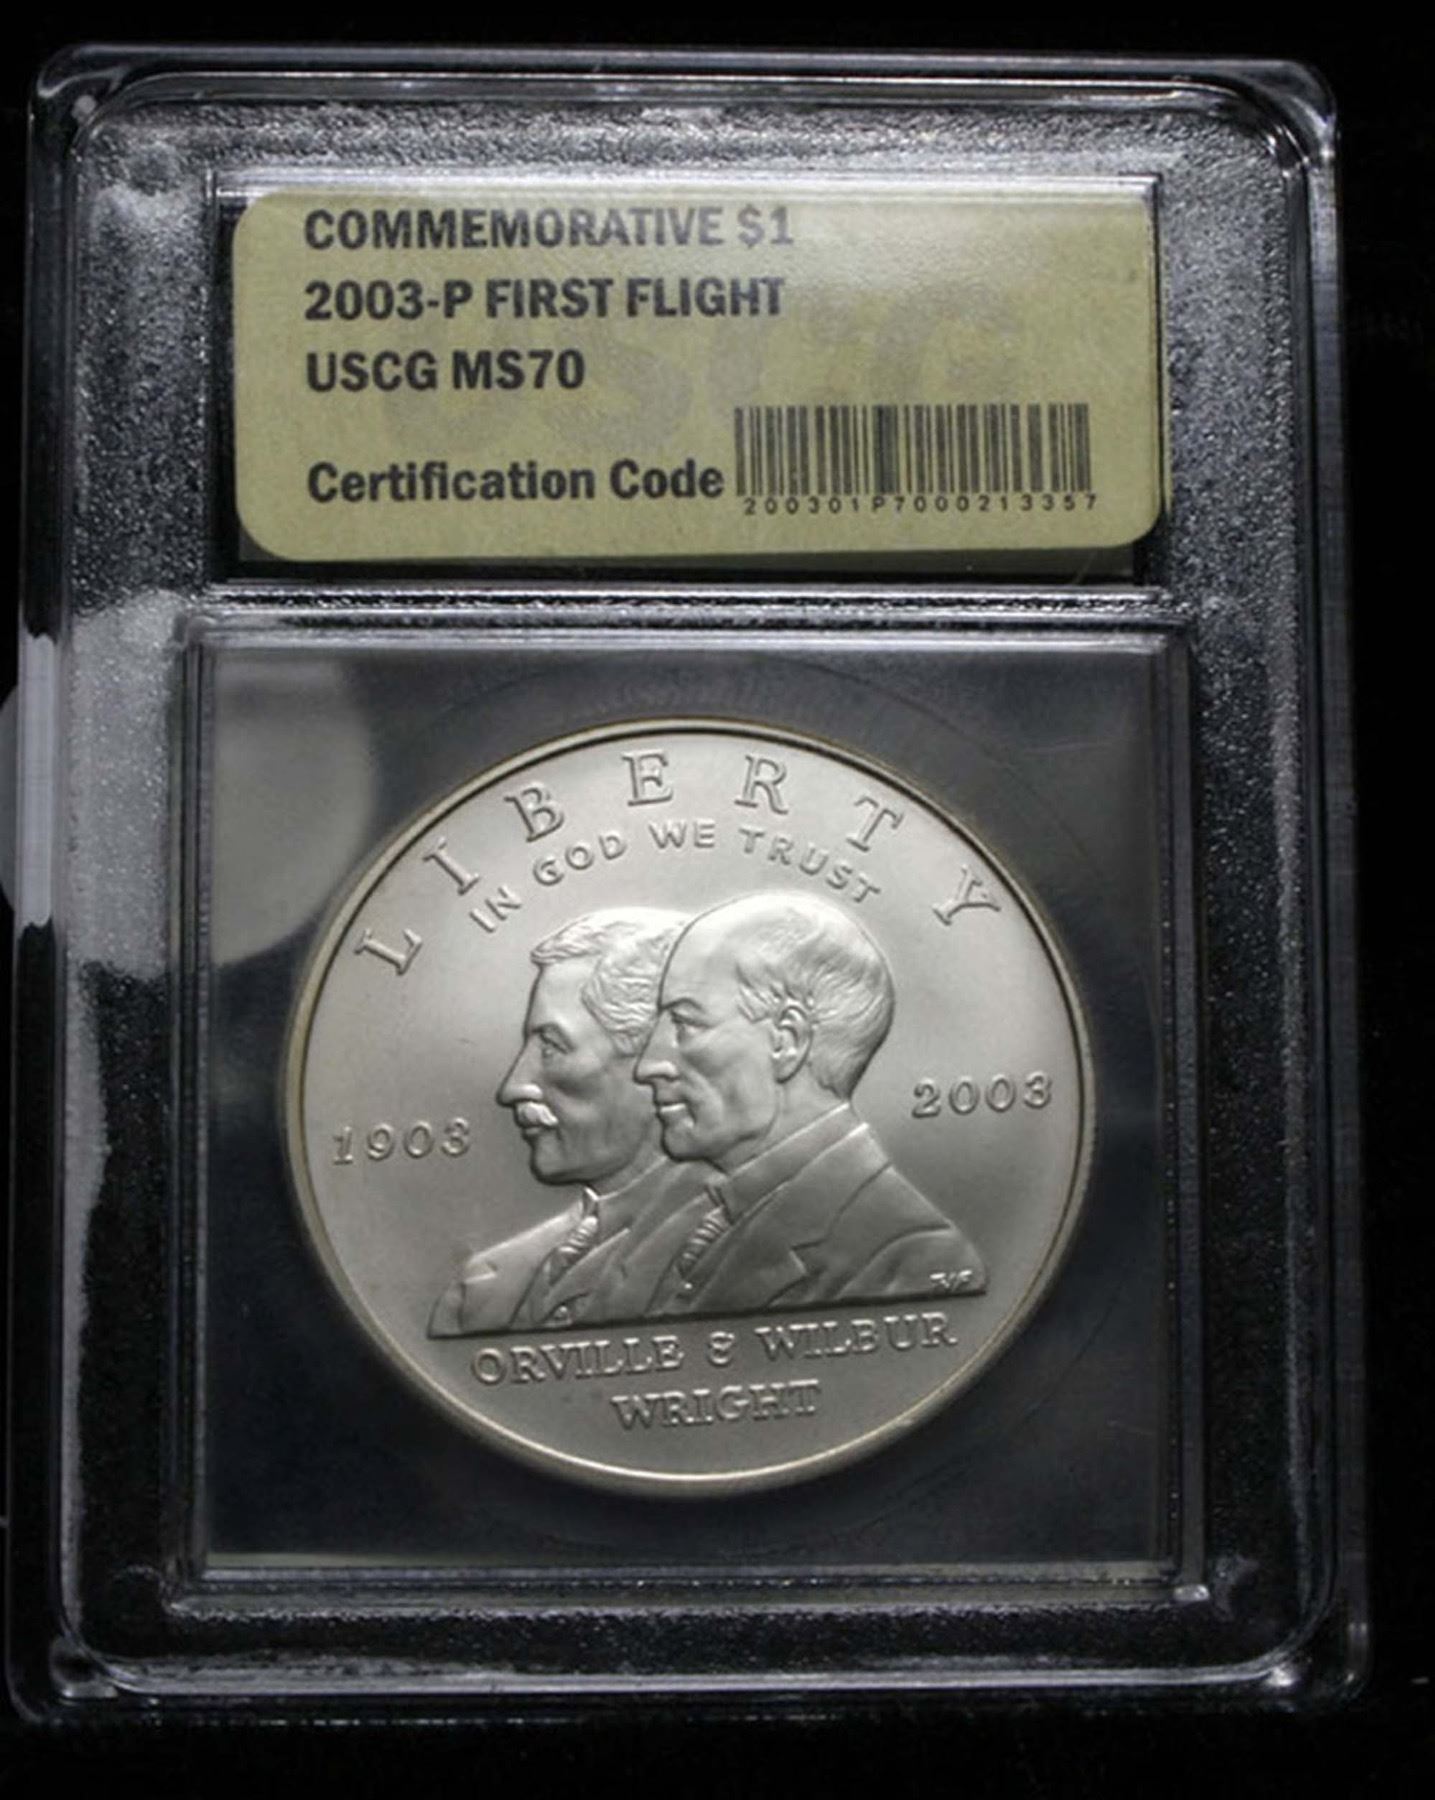 COMMEMORATIVE $1
2003-P FIRST FLIGHT
USCG MS70
Certification Code
200301P7000213357
LIBERTY
IN GOD WE TRUST
1903
2003
ORVILLE & WILBUR
WRIGHT